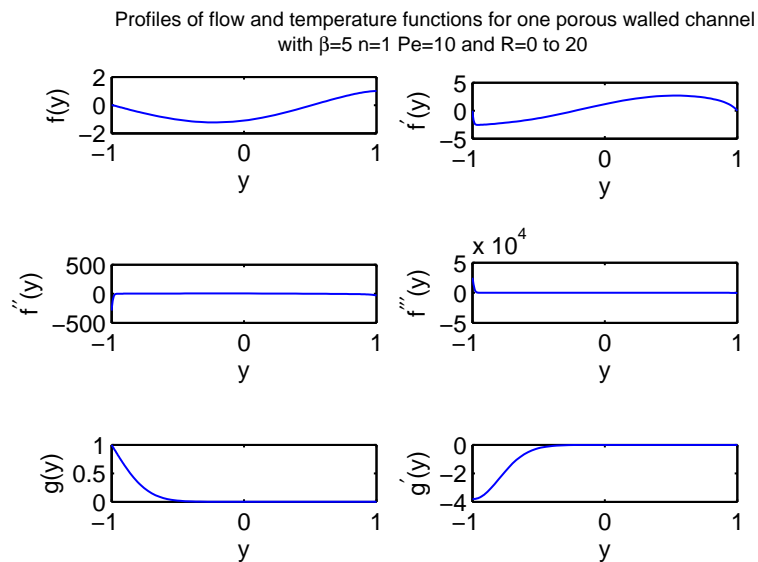 Profiles of flow and temperature functions for one porous walled channel
with β=5 n=1 Pe=10 and R=0 to 20
2
0
−2
f(y)
−1 0 1
y
5
0
−5
f′(y)
−1 0 1
y
500
0
−500
f′′(y)
−1 0 1
y
x 10^4
5
0
−5
f′′′(y)
−1 0 1
y
1
0.5
0
g(y)
−1 0 1
y
0
−2
−4
g′(y)
−1 0 1
y